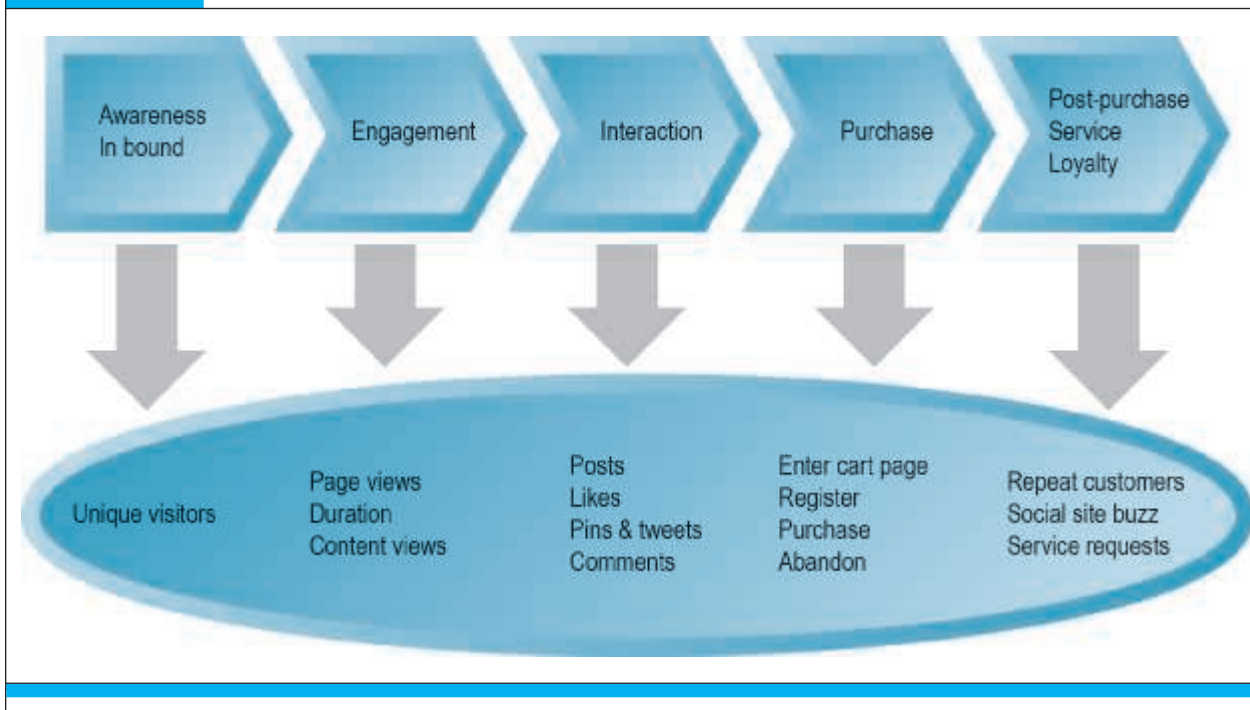 Awareness
In bound
Engagement
Interaction
Purchase
Post-purchase
Service
Loyalty
Unique visitors
Page views
Duration
Content views
Posts
Likes
Pins & tweets
Comments
Enter cart page
Register
Purchase
Abandon
Repeat customers
Social site buzz
Service requests